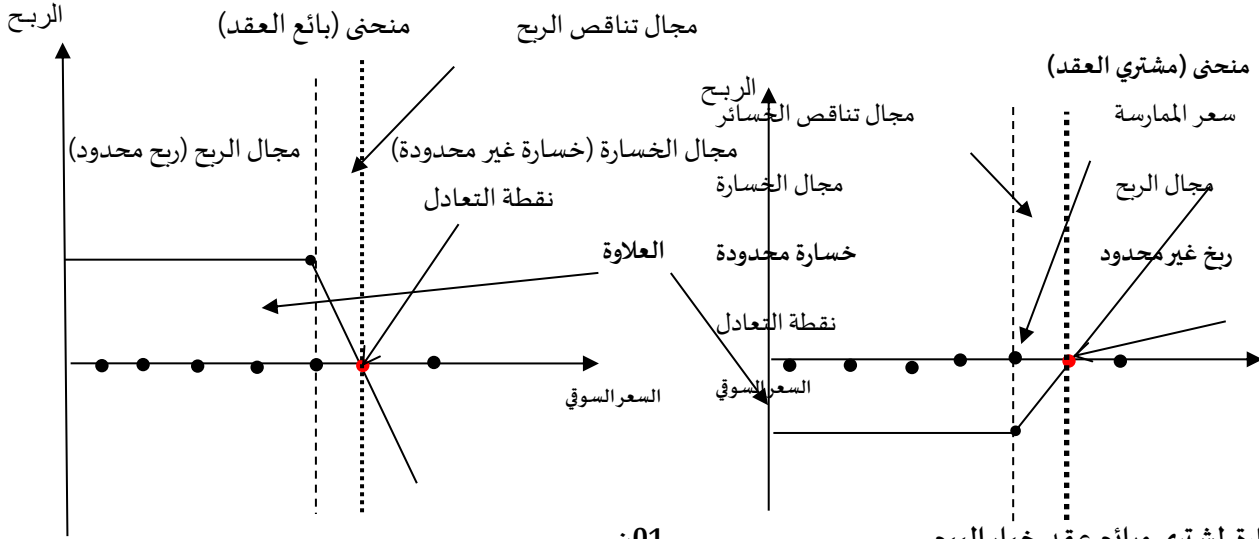 الربح
منحنى (بائع العقد)
مجال تناقص الربح
مجال الربح (ربح محدود)
مجال الخسارة (خسارة غير محدودة)
نقطة التعادل
العلاوة
السعر السوقي
منحنى (مشتري العقد)
الربح
مجال تناقص الخسائر
سعر الممارسة
مجال الخسارة
مجال الربح
خسارة محدودة
ربخ غير محدود
نقطة التعادل
السعر السوقي
01